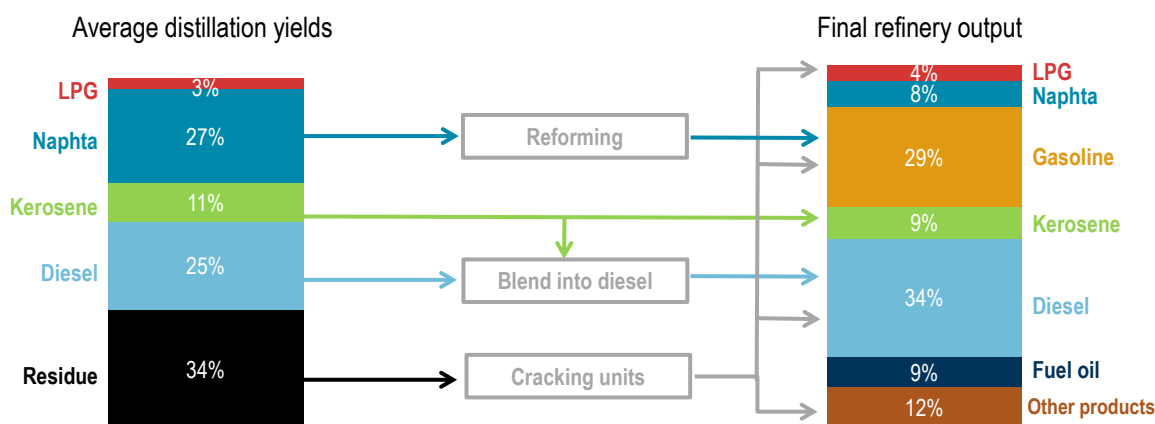 Average distillation yields
Final refinery output
LPG
3%
Naphta
27%
Kerosene
11%
Diesel
25%
Residue
34%
Reforming
Blend into diesel
Cracking units
4%
LPG
8%
Naphta
29%
Gasoline
9%
Kerosene
34%
Diesel
9%
Fuel oil
12%
Other products